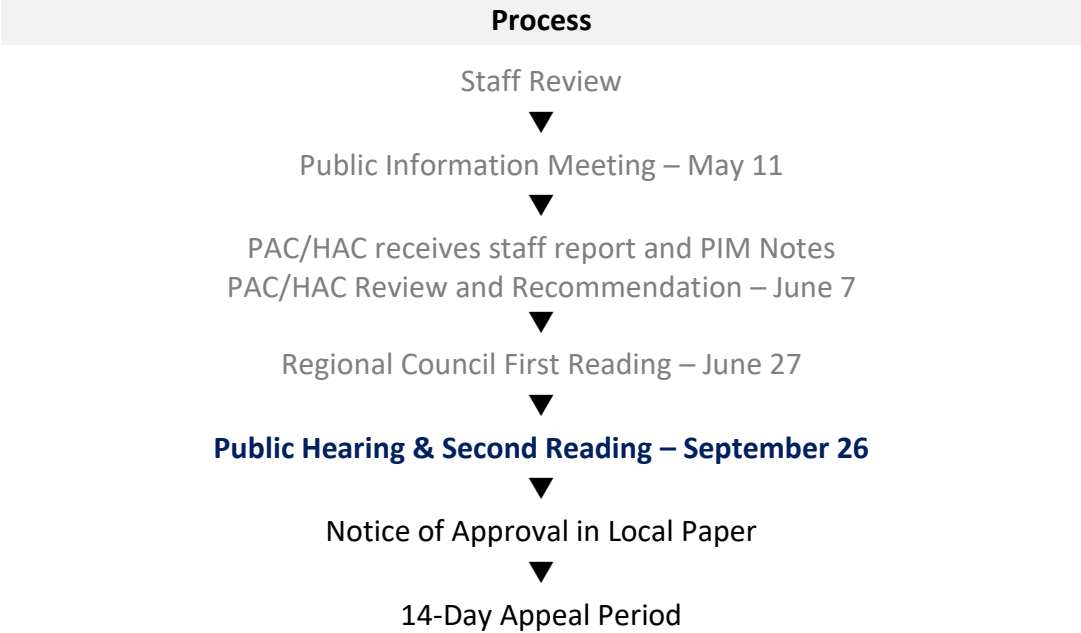 Process
Staff Review
Public Information Meeting – May 11
PAC/HAC receives staff report and PIM Notes
PAC/HAC Review and Recommendation – June 7
Regional Council First Reading – June 27
Public Hearing & Second Reading – September 26
Notice of Approval in Local Paper
14-Day Appeal Period